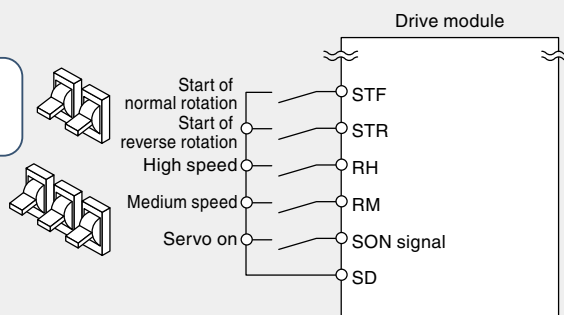 Drive module
Start of
normal rotation
STF
Start of
reverse rotation
STR
High speed
RH
Medium speed
RM
Servo on
SON signal
SD